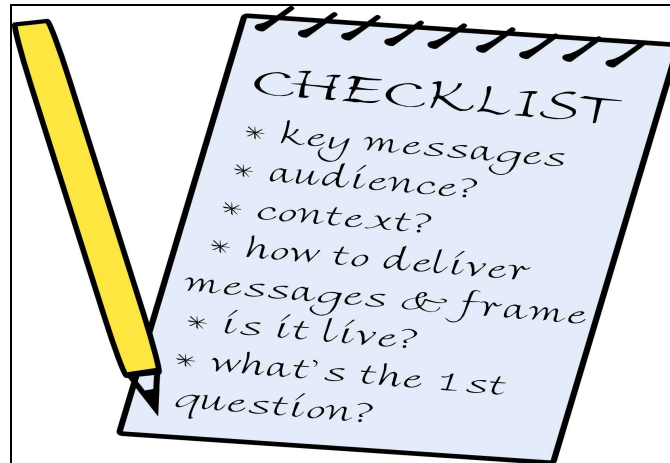 CHECKLIST
* key messages
* audience?
* context?
* how to deliver
messages & frame
* is it live?
* what's the 1st
question?